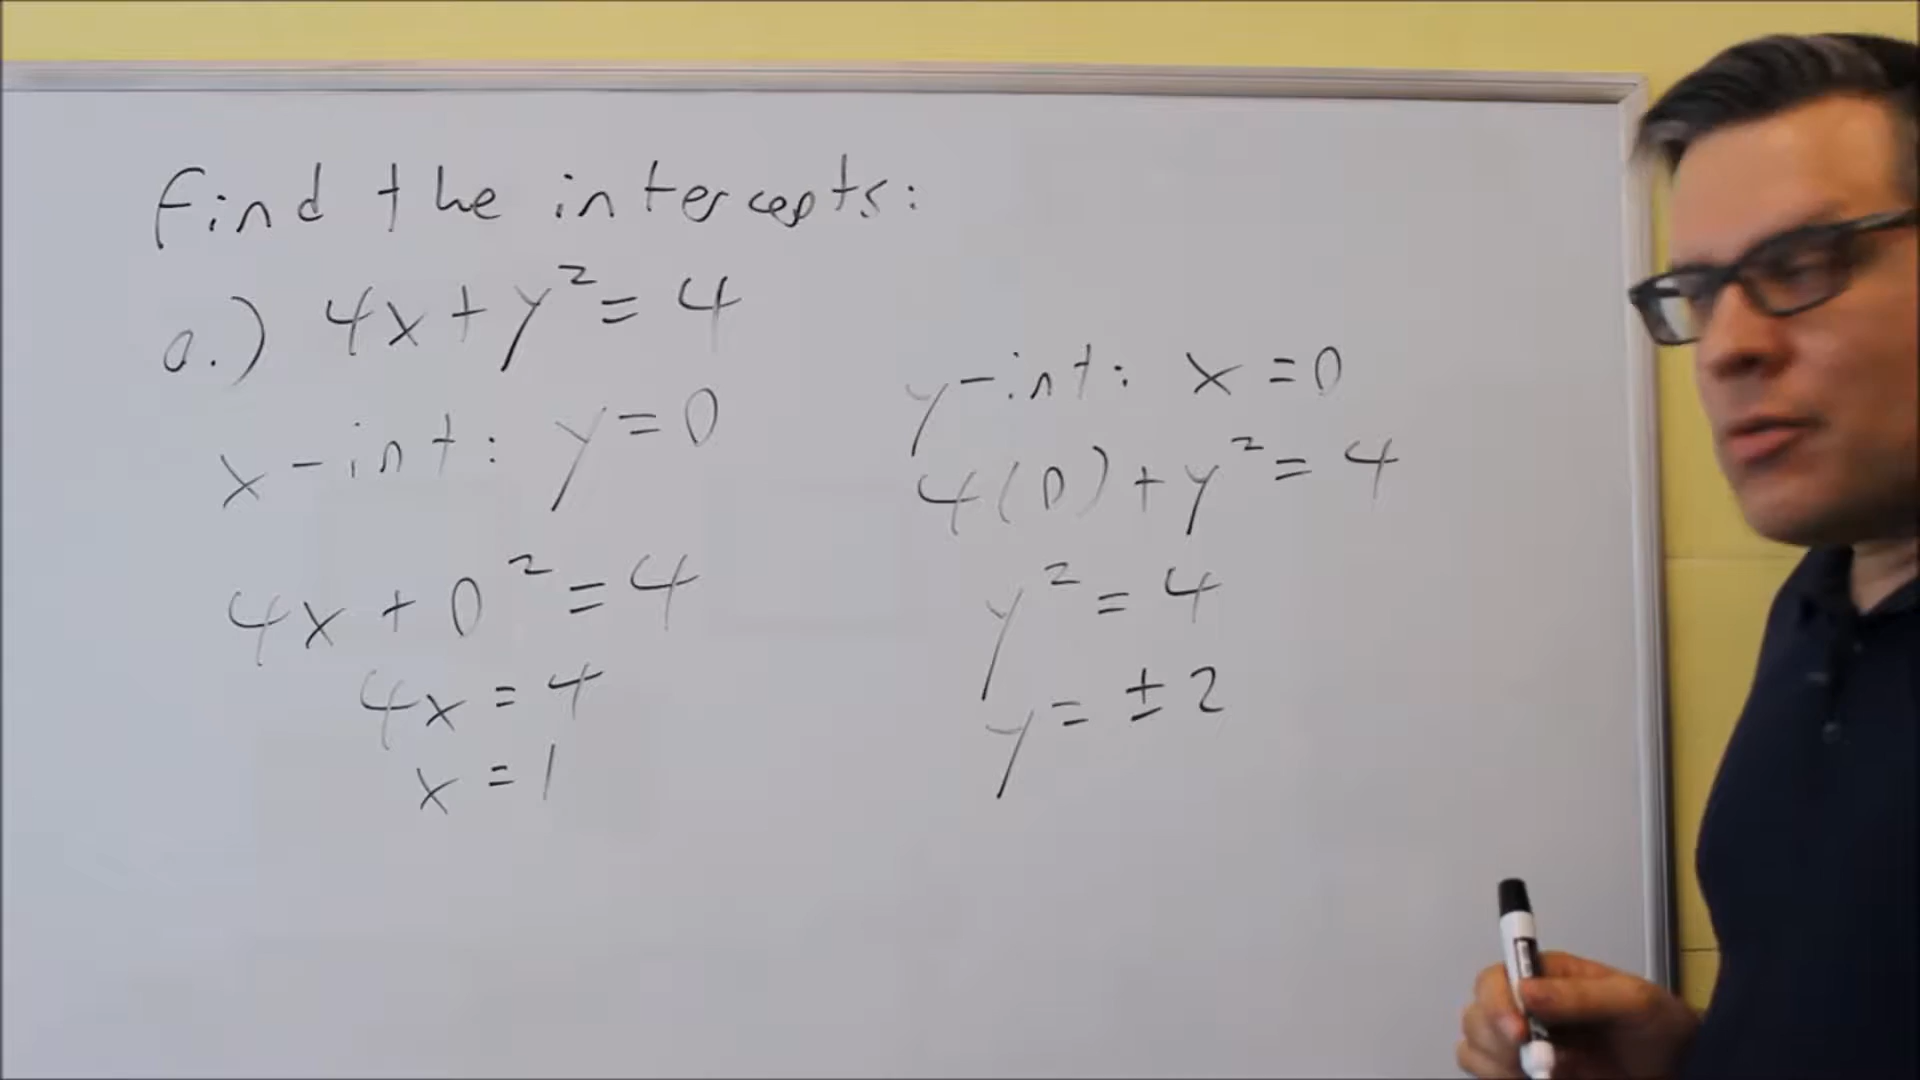 Find the intercepts:
a.) 4x + y² = 4
x-int: y = 0
4x + 0² = 4
4x = 4
x = 1
y-int: x = 0
4(0) + y² = 4
y² = 4
y = ± 2